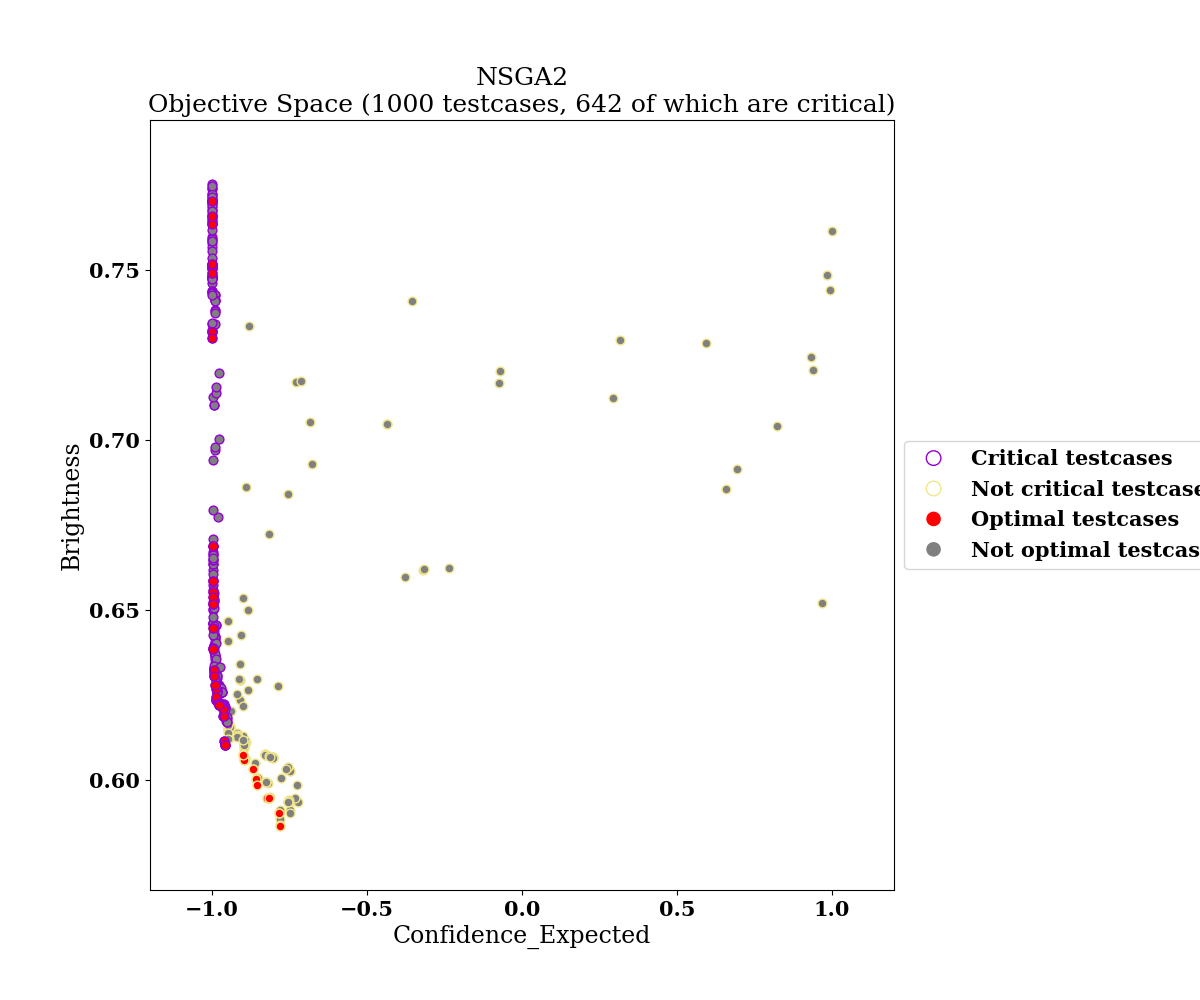 NSGA2
Objective Space (1000 testcases, 642 of which are critical)
0.75
0.70
0.65
0.60
Brightness
−1.0
−0.5
0.0
0.5
1.0
Confidence_Expected
Critical testcases
Not critical testcase
Optimal testcases
Not optimal testcas